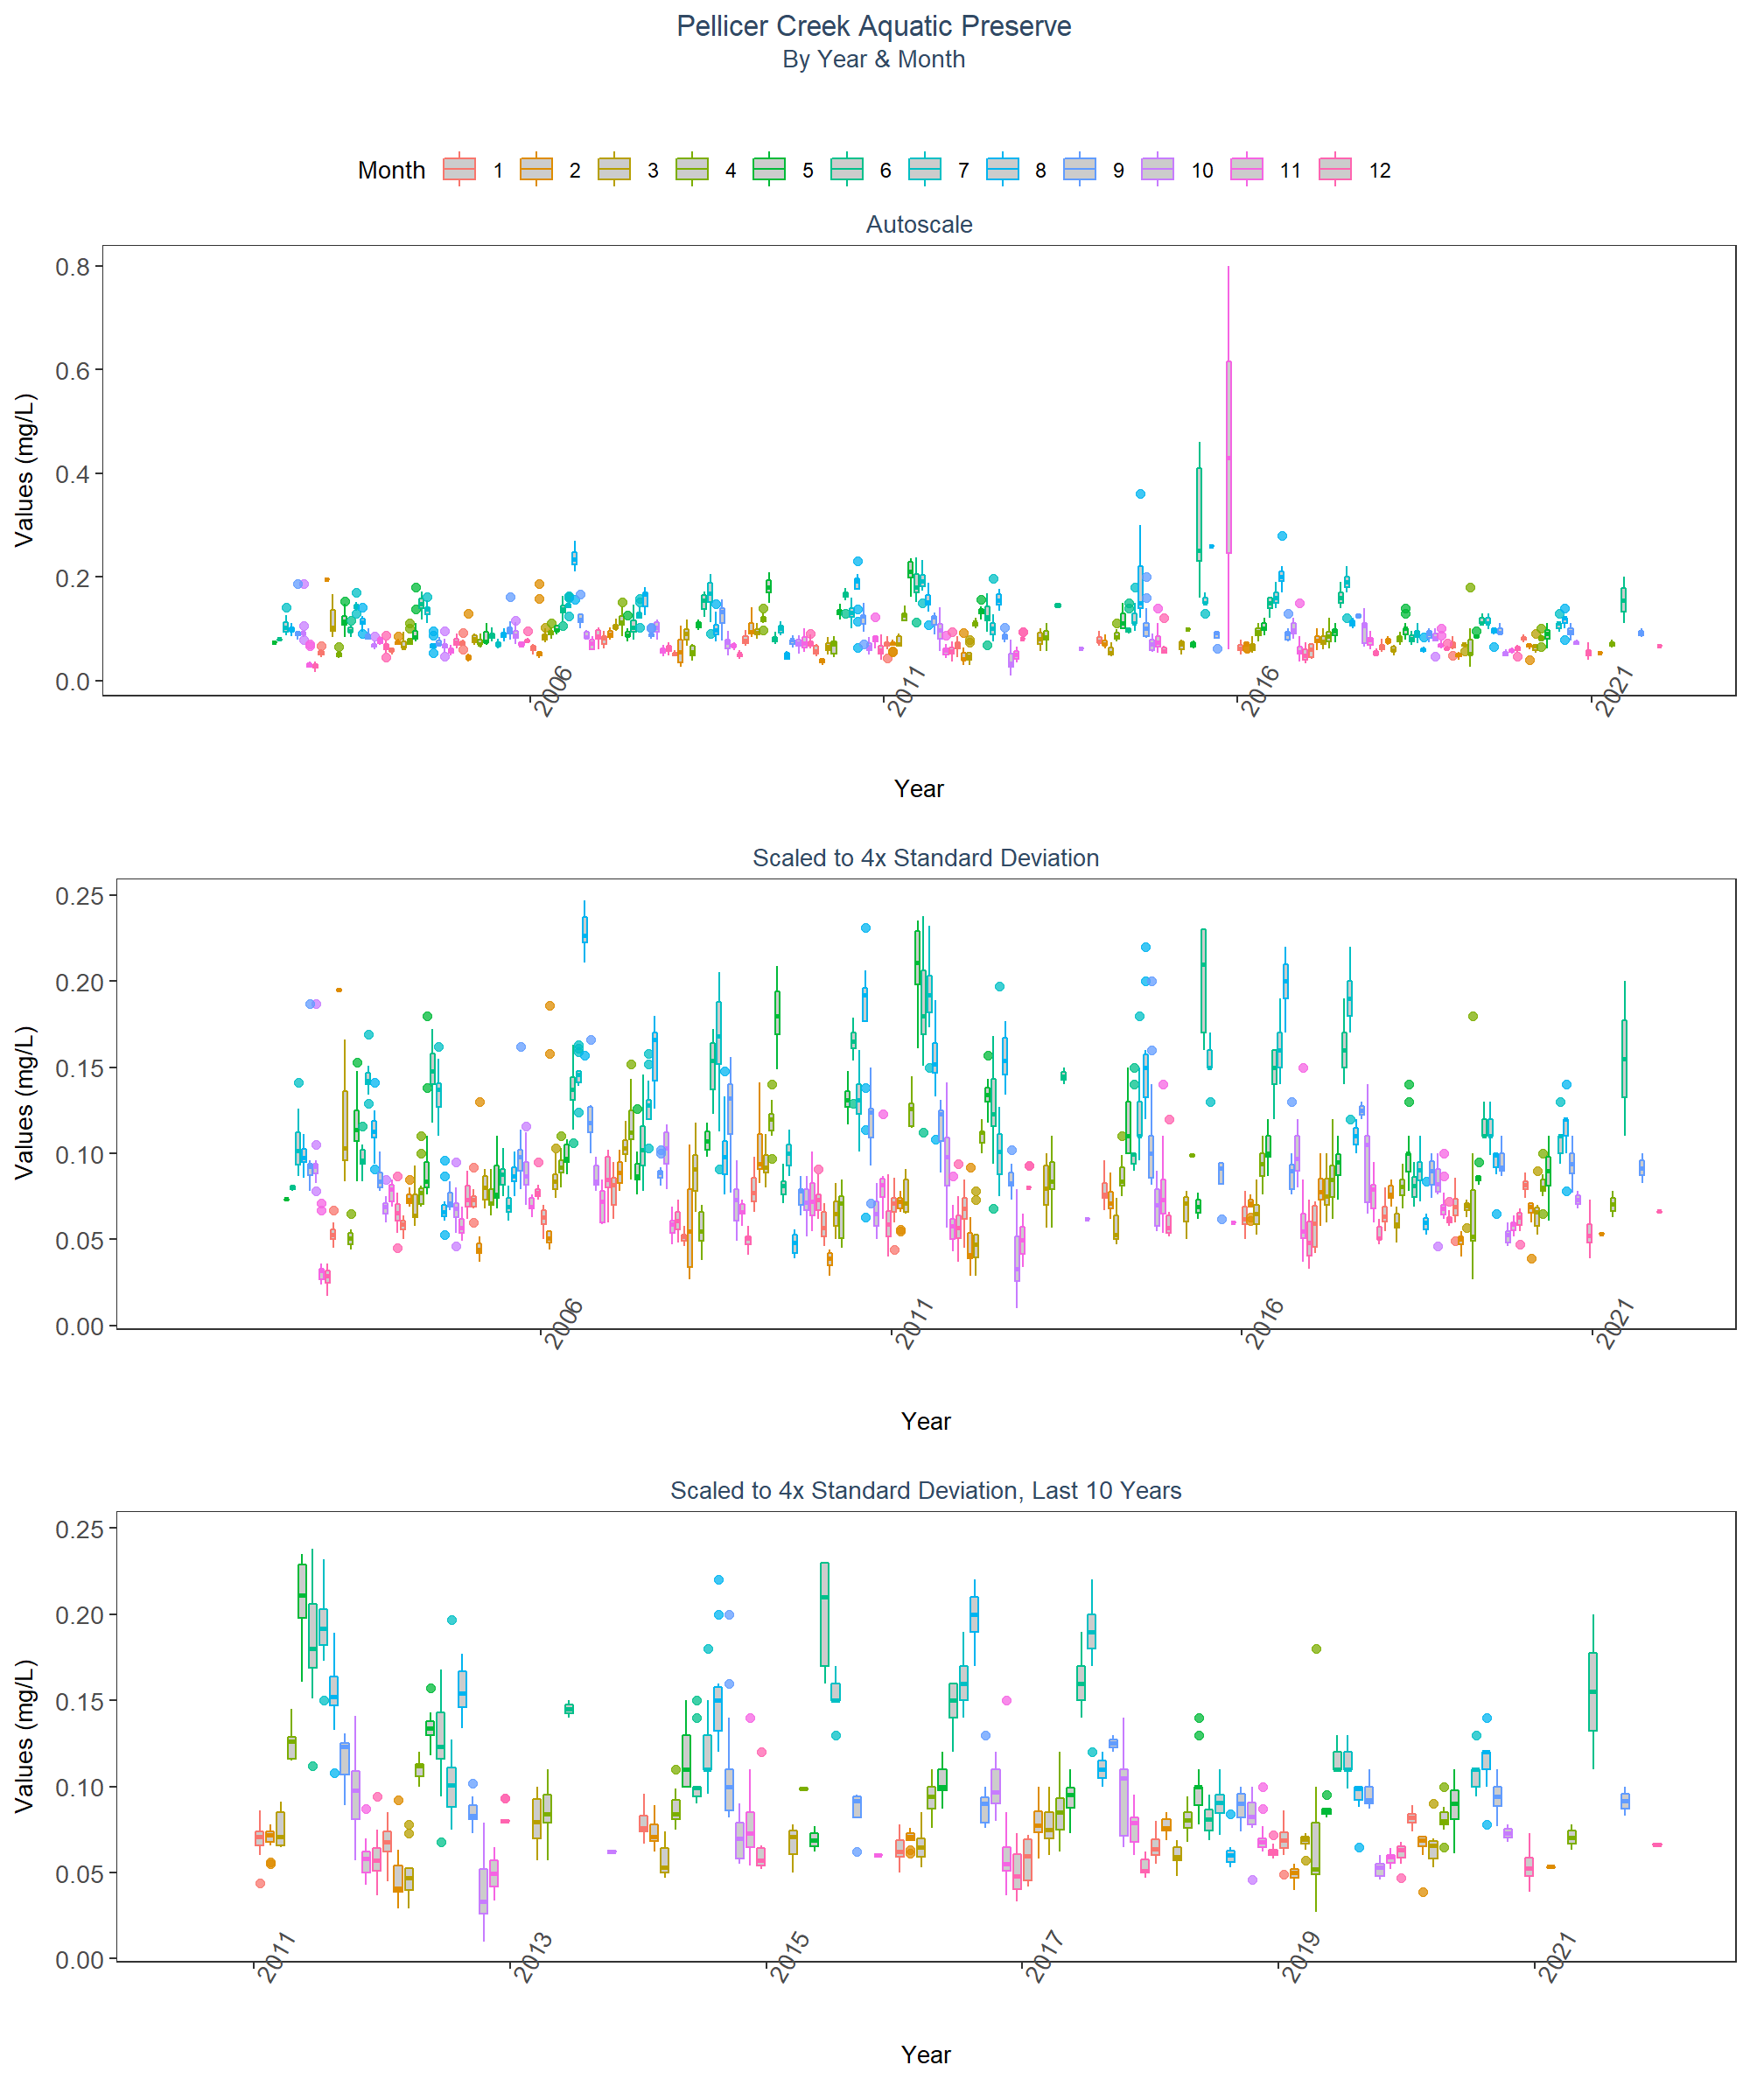 Pellicer Creek Aquatic Preserve
By Year & Month
Month 1 2 3 4 5 6 7 8 9 10 11 12
Autoscale
Values (mg/L)
0.8
0.6
0.4
0.2
0.0
2006 2011 2016 2021
Year
Scaled to 4x Standard Deviation
Values (mg/L)
0.25
0.20
0.15
0.10
0.05
0.00
2006 2011 2016 2021
Year
Scaled to 4x Standard Deviation, Last 10 Years
Values (mg/L)
0.25
0.20
0.15
0.10
0.05
0.00
2011 2013 2015 2017 2019 2021
Year